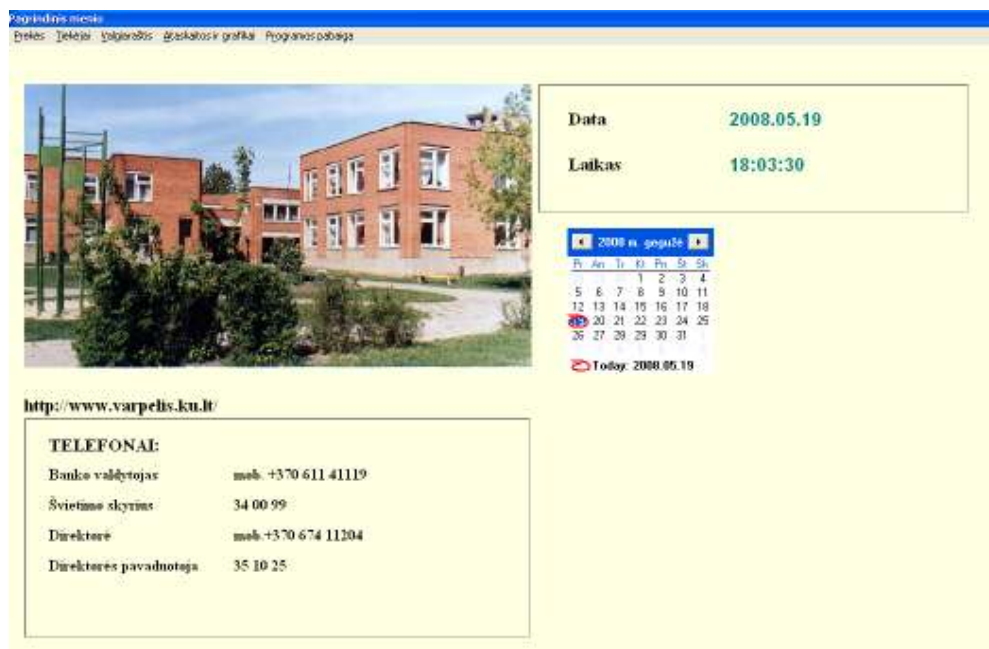 Pagrindinis meniu
Prekės Tiekėjai Valgiaraštis Ataskaitos ir grafikai Programos pabaiga
Data 2008.05.19
Laikas 18:03:30
2008 m. gegužė
Pr An Tr Kt Pn Št Sk
1 2 3 4
5 6 7 8 9 10 11
12 13 14 15 16 17 18
19 20 21 22 23 24 25
26 27 28 29 30 31
Today: 2008.05.19
http://www.varpelis.ku.lt/
TELEFONAI:
Banko valdytojas mob. +370 611 41119
Švietimo skyrius 34 00 99
Direktorė mob.+370 674 11204
Direktorės pavadnotoja 35 10 25